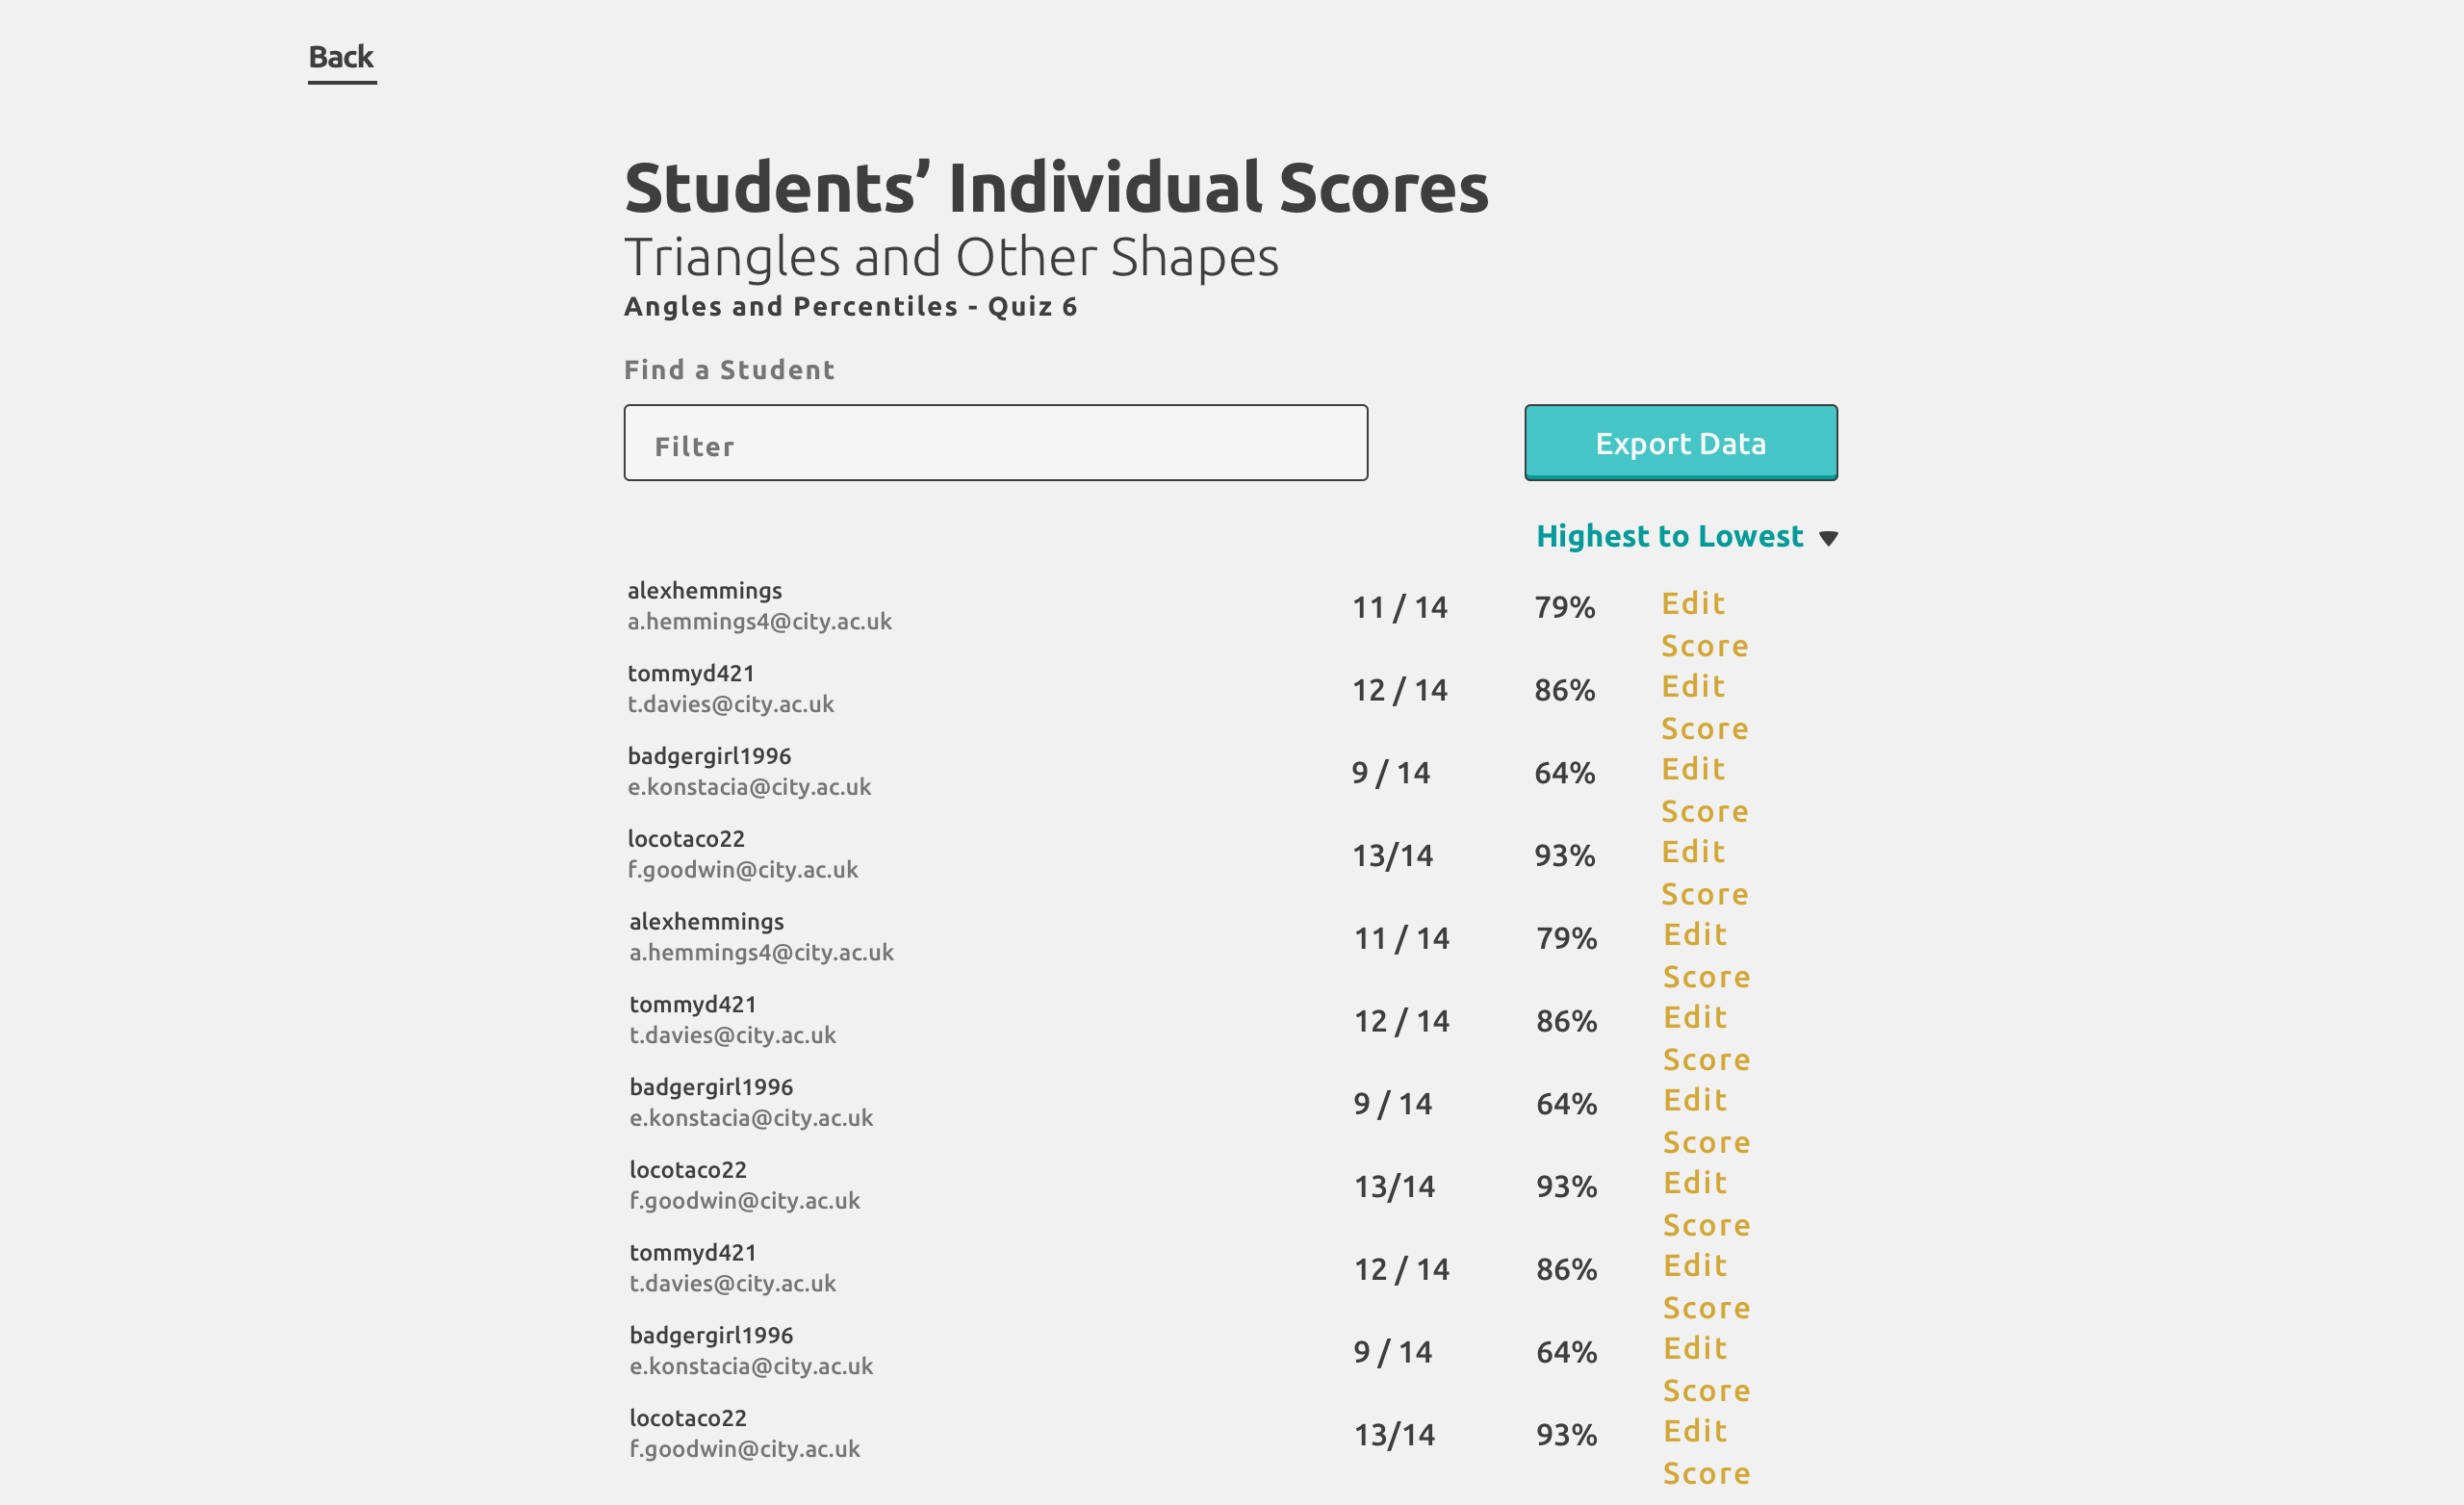 Back
Students’ Individual Scores
Triangles and Other Shapes
Angles and Percentiles - Quiz 6
Find a Student
Filter
Export Data
Highest to Lowest
alexhemmings
a.hemmings4@city.ac.uk
11 / 14
79%
Edit
Score
tommyd421
t.davies@city.ac.uk
12 / 14
86%
Edit
Score
badgergirl1996
e.konstacia@city.ac.uk
9 / 14
64%
Edit
Score
locotaco22
f.goodwin@city.ac.uk
13/14
93%
Edit
Score
alexhemmings
a.hemmings4@city.ac.uk
11 / 14
79%
Edit
Score
tommyd421
t.davies@city.ac.uk
12 / 14
86%
Edit
Score
badgergirl1996
e.konstacia@city.ac.uk
9 / 14
64%
Edit
Score
locotaco22
f.goodwin@city.ac.uk
13/14
93%
Edit
Score
tommyd421
t.davies@city.ac.uk
12 / 14
86%
Edit
Score
badgergirl1996
e.konstacia@city.ac.uk
9 / 14
64%
Edit
Score
locotaco22
f.goodwin@city.ac.uk
13/14
93%
Edit
Score